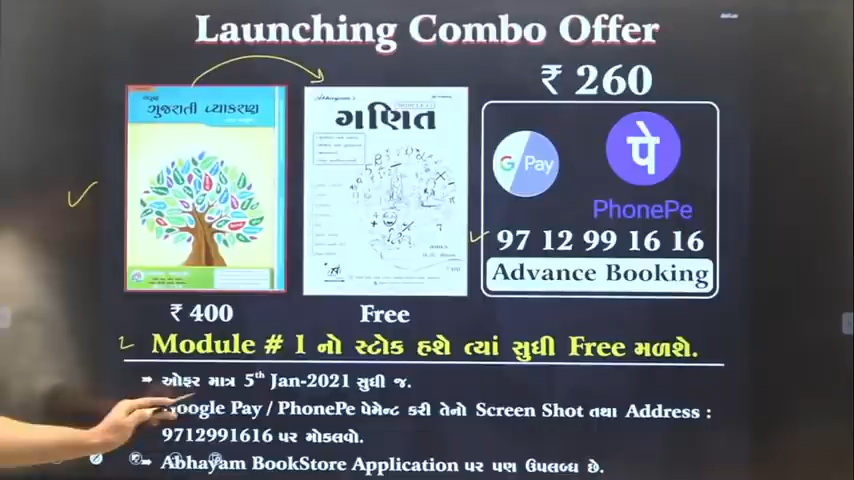 Launching Combo Offer
₹ 260
ગુજરાતી વ્યાકરણ
ગણિત
G Pay
પે
PhonePe
97 12 99 16 16
Advance Booking
₹ 400
Free
Module # 1 નો સ્ટોક હશે ત્યાં સુધી Free મળશે.
ઓફર માત્ર 5th Jan-2021 સુધી જ.
Google Pay / PhonePe પેમેન્ટ કરી તેનો Screen Shot તથા Address :
9712991616 પર મોકલવો.
Abhayam BookStore Application પર પણ ઉપલબ્ધ છે.